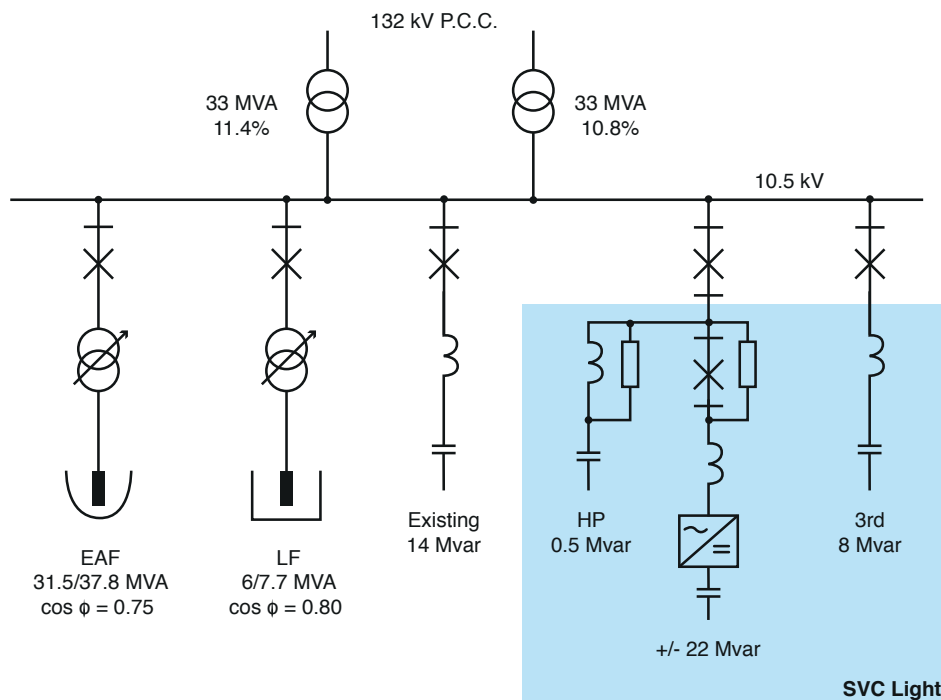 132 kV P.C.C.
33 MVA
11.4%
33 MVA
10.8%
10.5 kV
EAF
31.5/37.8 MVA
cos ϕ = 0.75
LF
6/7.7 MVA
cos ϕ = 0.80
Existing
14 Mvar
HP
0.5 Mvar
+/- 22 Mvar
3rd
8 Mvar
SVC Light